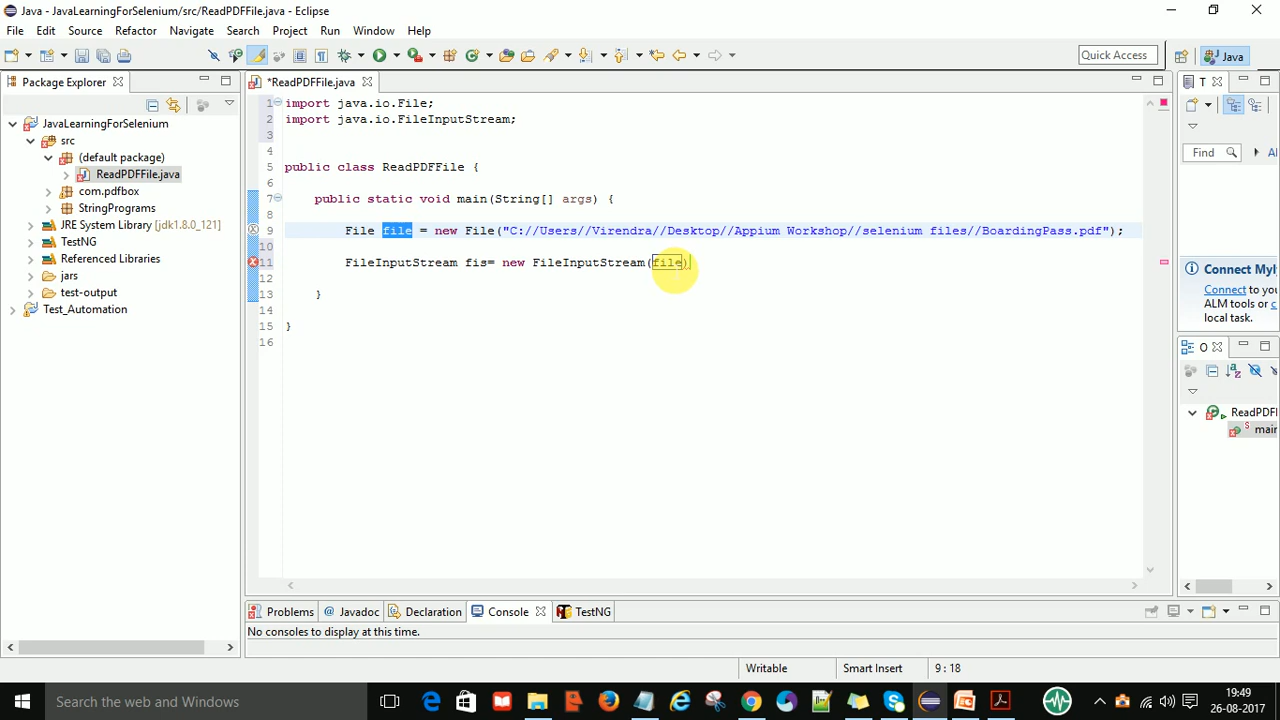 Java - JavaLearningForSelenium/src/ReadPDFFile.java - Eclipse
File Edit Source Refactor Navigate Search Project Run Window Help
Quick Access
Java
Package Explorer
JavaLearningForSelenium
src
(default package)
ReadPDFFile.java
com.pdfbox
StringPrograms
JRE System Library [jdk1.8.0_121]
TestNG
Referenced Libraries
jars
test-output
Test_Automation
*ReadPDFFile.java
1 import java.io.File;
2 import java.io.FileInputStream;
3
4
5 public class ReadPDFFile {
6
7 public static void main(String[] args) {
8
9 File file = new File("C://Users//Virendra//Desktop//Appium Workshop//selenium files//BoardingPass.pdf");
10
11 FileInputStream fis= new FileInputStream(file)
12
13 }
14
15 }
16
T
Find
Al
Connect My
Connect to you
ALM tools or c
local task.
O
ReadPDF
S
main
Problems
Javadoc
Declaration
Console
TestNG
No consoles to display at this time.
Writable
Smart Insert
9 : 18
Search the web and Windows
19:49
26-08-2017